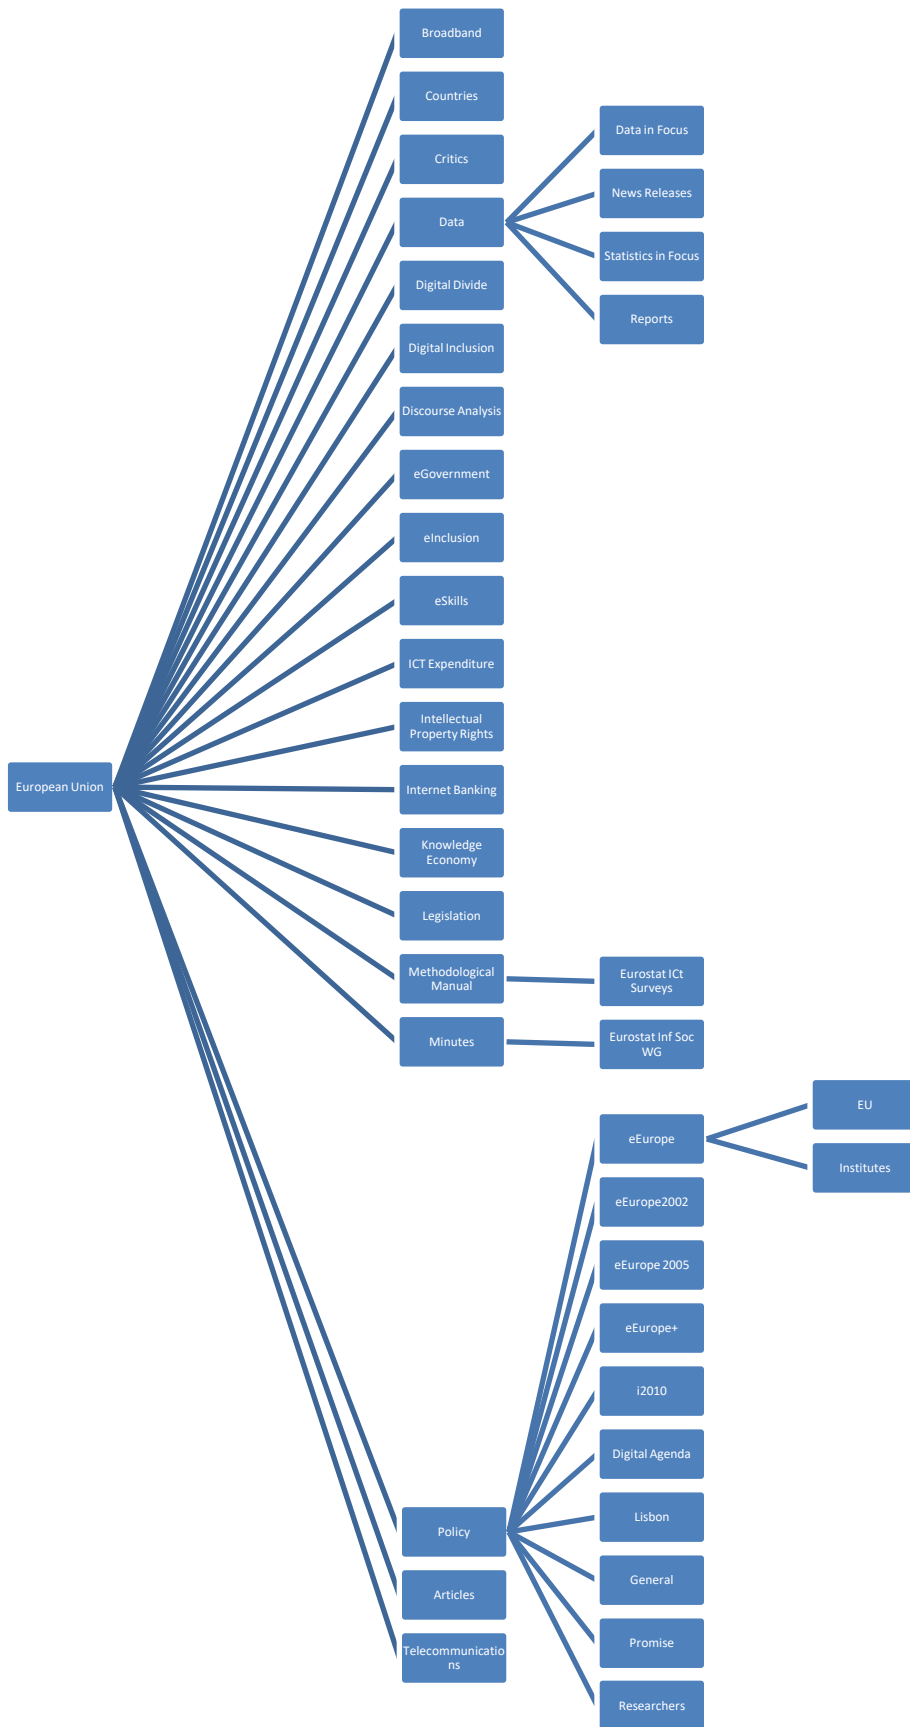 Broadband
Countries
Data in Focus
Critics
News Releases
Data
Statistics in Focus
Digital Divide
Reports
Digital Inclusion
Discourse Analysis
eGovernment
eInclusion
eSkills
ICT Expenditure
Intellectual
Property Rights
European Union
Internet Banking
Knowledge
Economy
Legislation
Methodological
Manual
Eurostat ICt
Surveys
Minutes
Eurostat Inf Soc
WG
EU
eEurope
Institutes
eEurope2002
eEurope 2005
eEurope+
i2010
Digital Agenda
Lisbon
Policy
General
Articles
Promise
Telecommunicatio
ns
Researchers